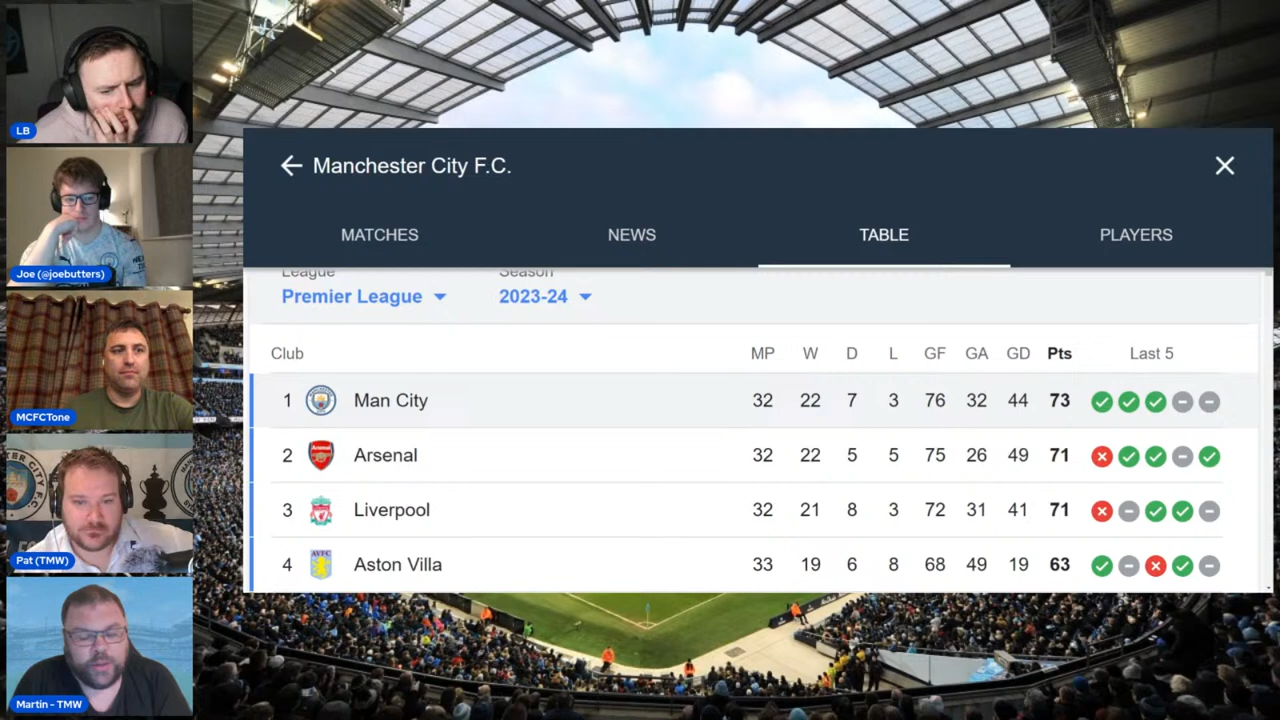 LB
Joe (@joebutters)
MCFCTone
Pat (TMW)
Martin - TMW
Manchester City F.C.
MATCHES NEWS TABLE PLAYERS
League Season
Premier League 2023-24
Club MP W D L GF GA GD Pts Last 5
1 Man City 32 22 7 3 76 32 44 73
2 Arsenal 32 22 5 5 75 26 49 71
3 Liverpool 32 21 8 3 72 31 41 71
4 Aston Villa 33 19 6 8 68 49 19 63